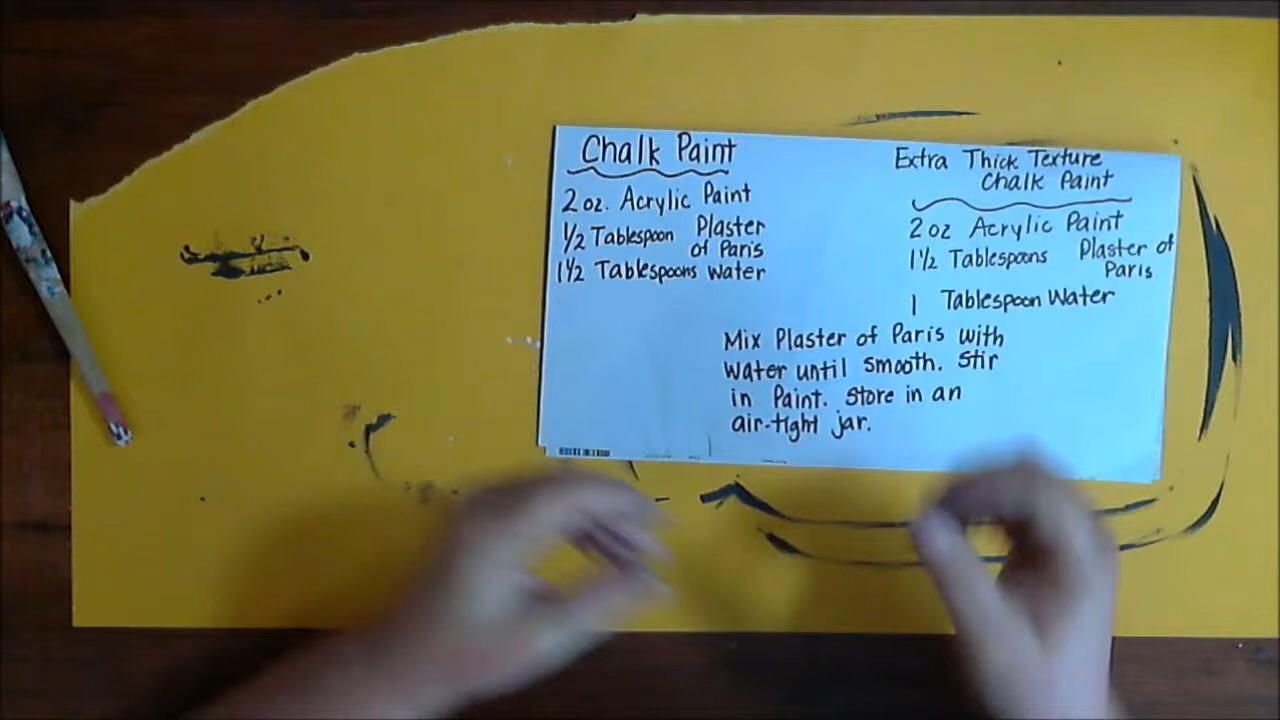 Chalk Paint
2 oz. Acrylic Paint
1/2 Tablespoon Plaster
of Paris
1 1/2 Tablespoons Water
Extra Thick Texture
Chalk Paint
2 oz Acrylic Paint
1 1/2 Tablespoons Plaster of
Paris
1 Tablespoon Water
Mix Plaster of Paris with
Water until smooth. Stir
in Paint. Store in an
air-tight jar.